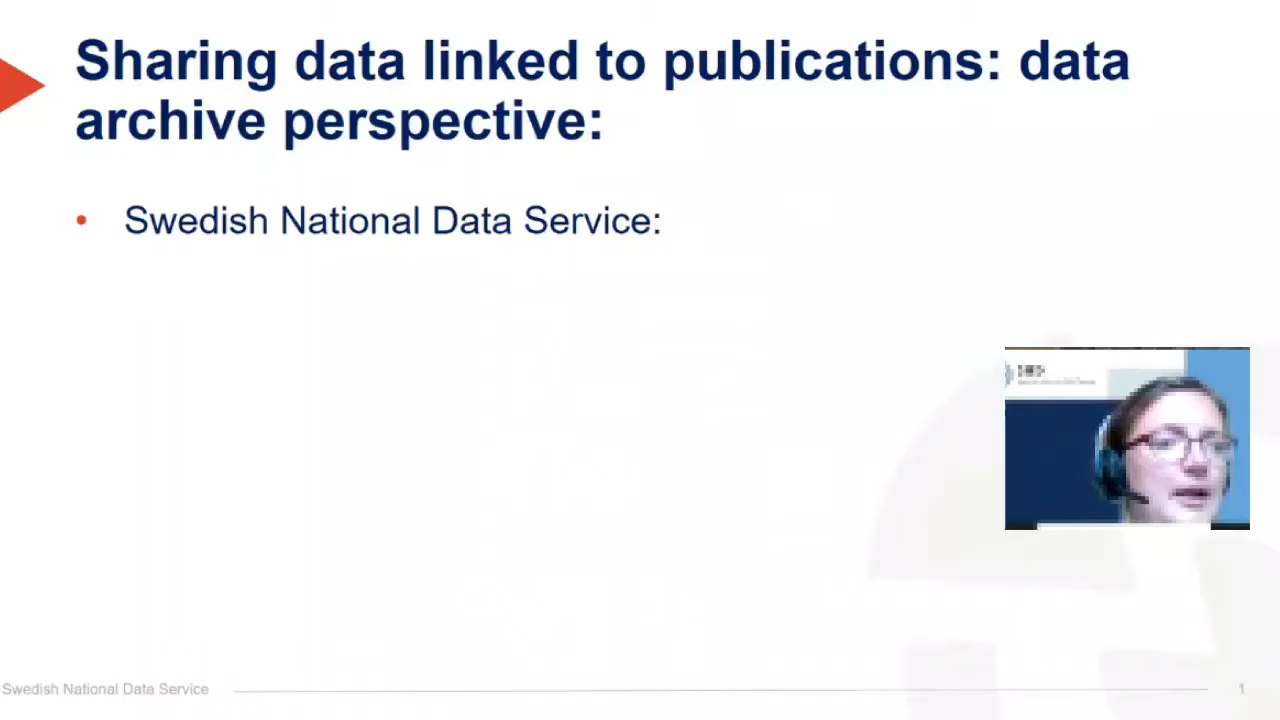 Sharing data linked to publications: data
archive perspective:
• Swedish National Data Service:
Swedish National Data Service
1